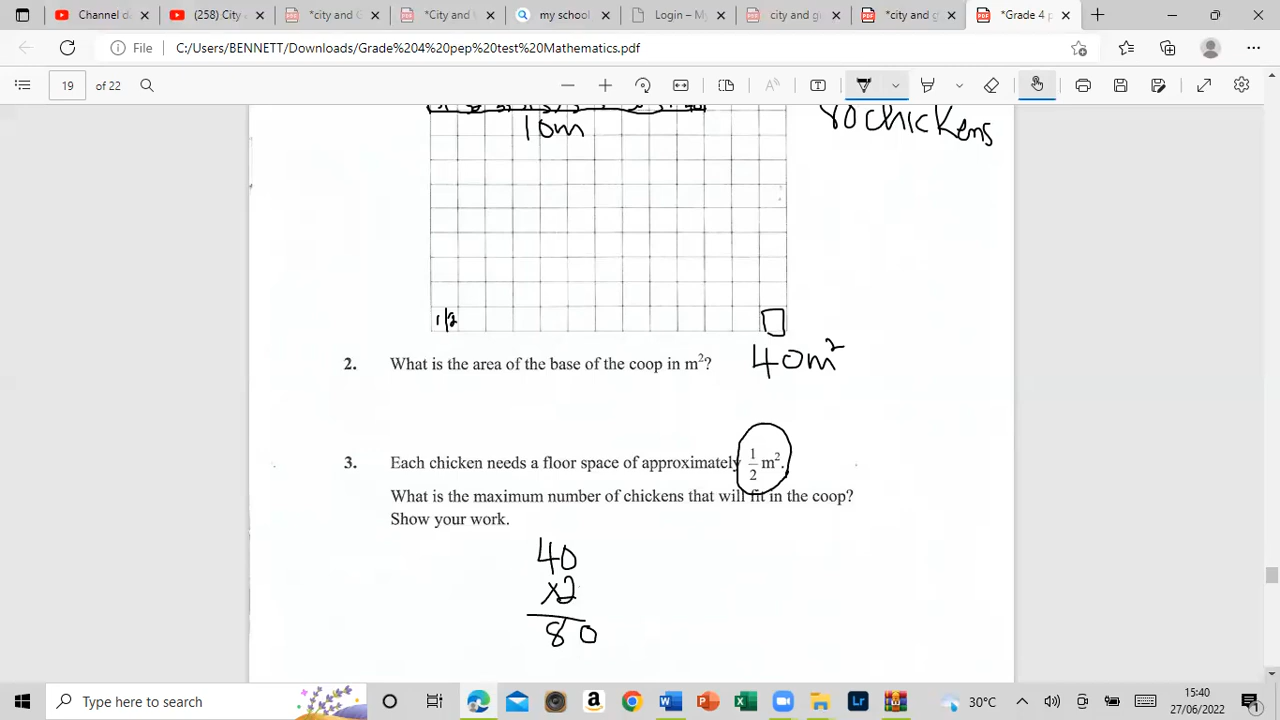 Channel d
(258) City
*city and G
*City and
my school
Login – M
city and g
*city and g
*Grade 4 p
File C:/Users/BENNETT/Downloads/Grade%204%20pep%20test%20Mathematics.pdf
19 of 22
10m
80 chickens
1/2
2. What is the area of the base of the coop in m²?
40m²
3. Each chicken needs a floor space of approximately 1/2 m².
What is the maximum number of chickens that will fit in the coop?
Show your work.
40
x2
80
Type here to search
30°C
15:40
27/06/2022